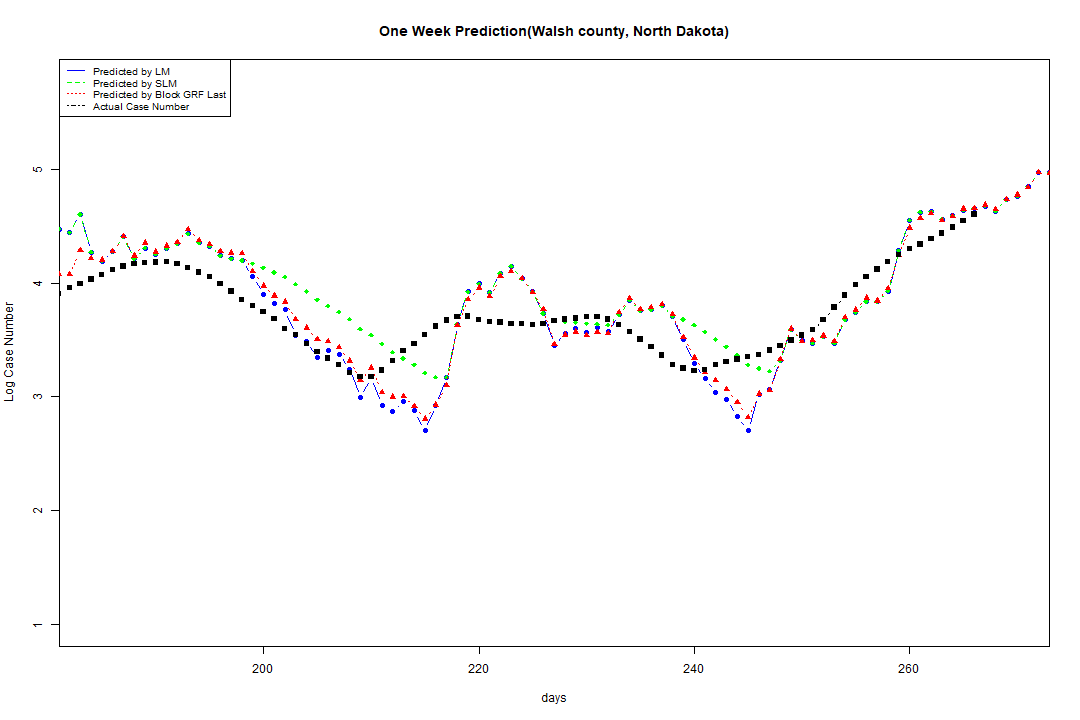 One Week Prediction(Walsh county, North Dakota)
Predicted by LM
Predicted by SLM
Predicted by Block GRF Last
Actual Case Number
5
4
3
2
1
Log Case Number
200 220 240 260
days